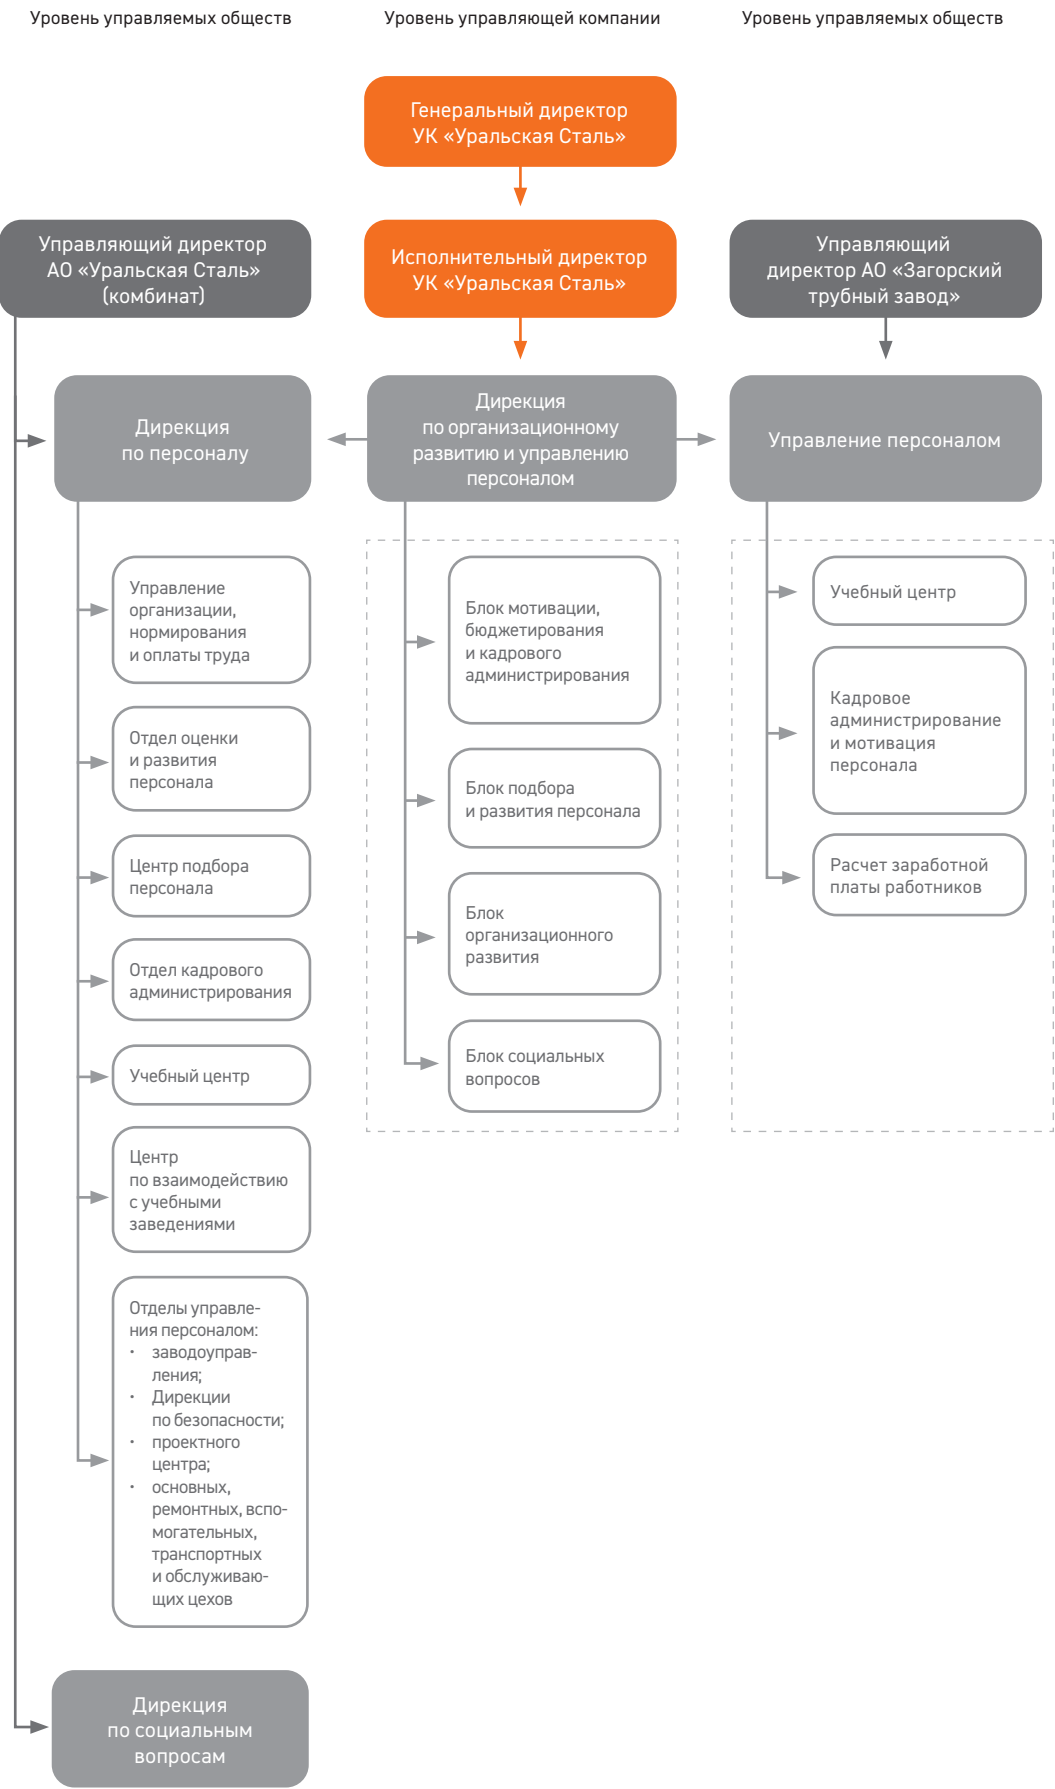 Уровень управляемых обществ
Уровень управляющей компании
Уровень управляемых обществ
Генеральный директор
УК «Уральская Сталь»
Управляющий директор
АО «Уральская Сталь»
(комбинат)
Исполнительный директор
УК «Уральская Сталь»
Управляющий
директор АО «Загорский
трубный завод»
Дирекция
по персоналу
Дирекция
по организационному
развитию и управлению
персоналом
Управление персоналом
Управление
организации,
нормирования
и оплаты труда
Отдел оценки
и развития
персонала
Центр подбора
персонала
Отдел кадрового
администрирования
Учебный центр
Центр
по взаимодействию
с учебными
заведениями
Отделы управле-
ния персоналом:
• заводоуправ-
ления;
• Дирекции
по безопасности;
• проектного
центра;
• основных,
ремонтных, вспо-
могательных,
транспортных
и обслуживаю-
щих цехов
Дирекция
по социальным
вопросам
Блок мотивации,
бюджетирования
и кадрового
администрирования
Блок подбора
и развития персонала
Блок
организационного
развития
Блок социальных
вопросов
Учебный центр
Кадровое
администрирование
и мотивация
персонала
Расчет заработной
платы работников